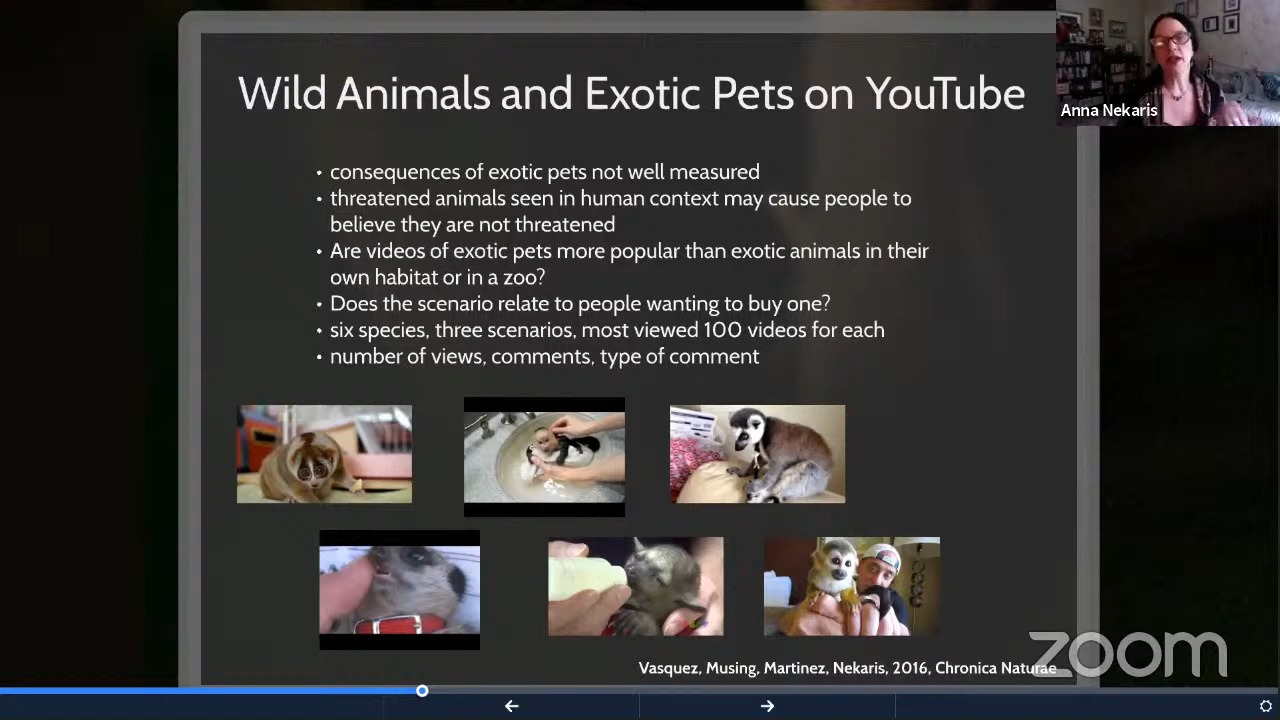 Wild Animals and Exotic Pets on YouTube
Anna Nekaris
• consequences of exotic pets not well measured
• threatened animals seen in human context may cause people to
believe they are not threatened
• Are videos of exotic pets more popular than exotic animals in their
own habitat or in a zoo?
• Does the scenario relate to people wanting to buy one?
• six species, three scenarios, most viewed 100 videos for each
• number of views, comments, type of comment
Vasquez, Musing, Martinez, Nekaris, 2016, Chronica Naturae
zoom